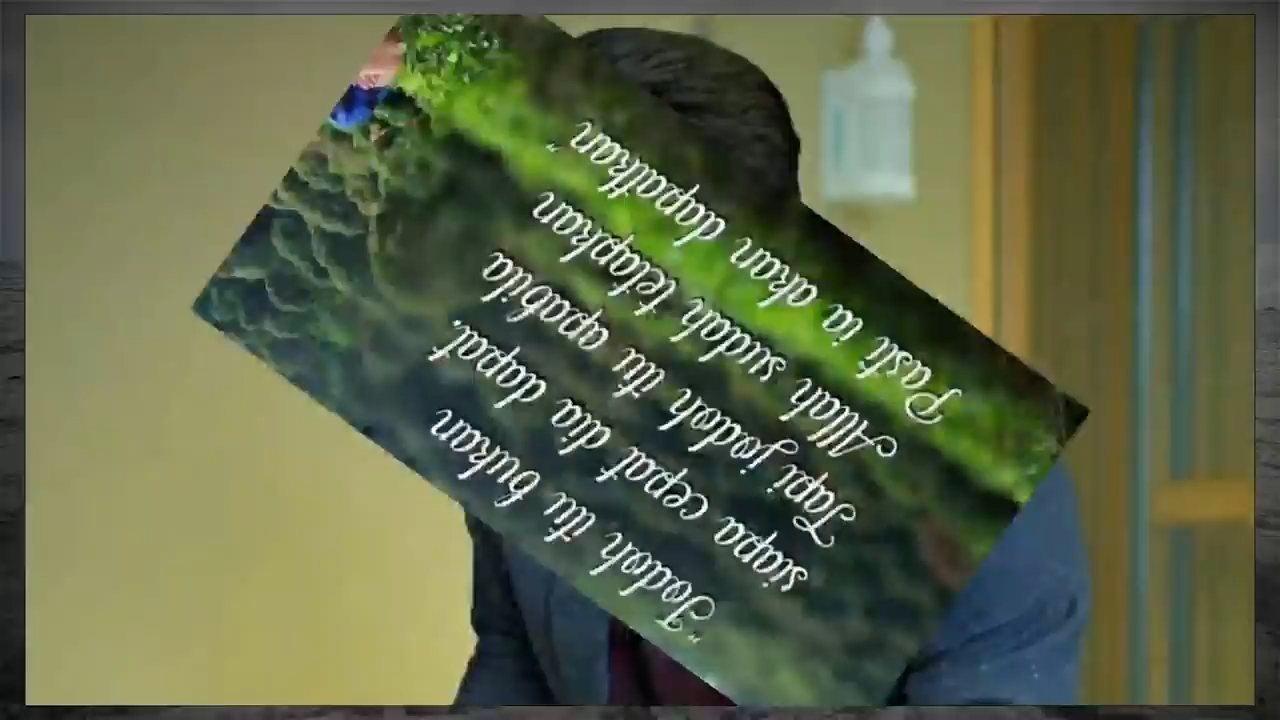 "Jodoh itu bukan
siapa cepat dia dapat,
Tapi jodoh itu apabila
Allah sudah tetapkan
Pasti ia akan dapatkan"